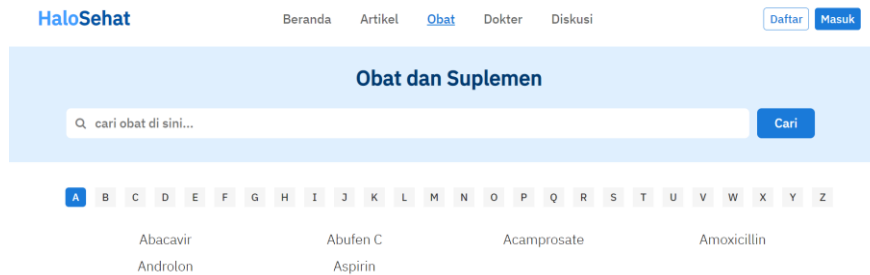 HaloSehat Beranda Artikel Obat Dokter Diskusi Daftar Masuk
Obat dan Suplemen
cari obat di sini... Cari
A B C D E F G H I J K L M N O P Q R S T U V W X Y Z
Abacavir Abufen C Acamprosate Amoxicillin
Androlon Aspirin